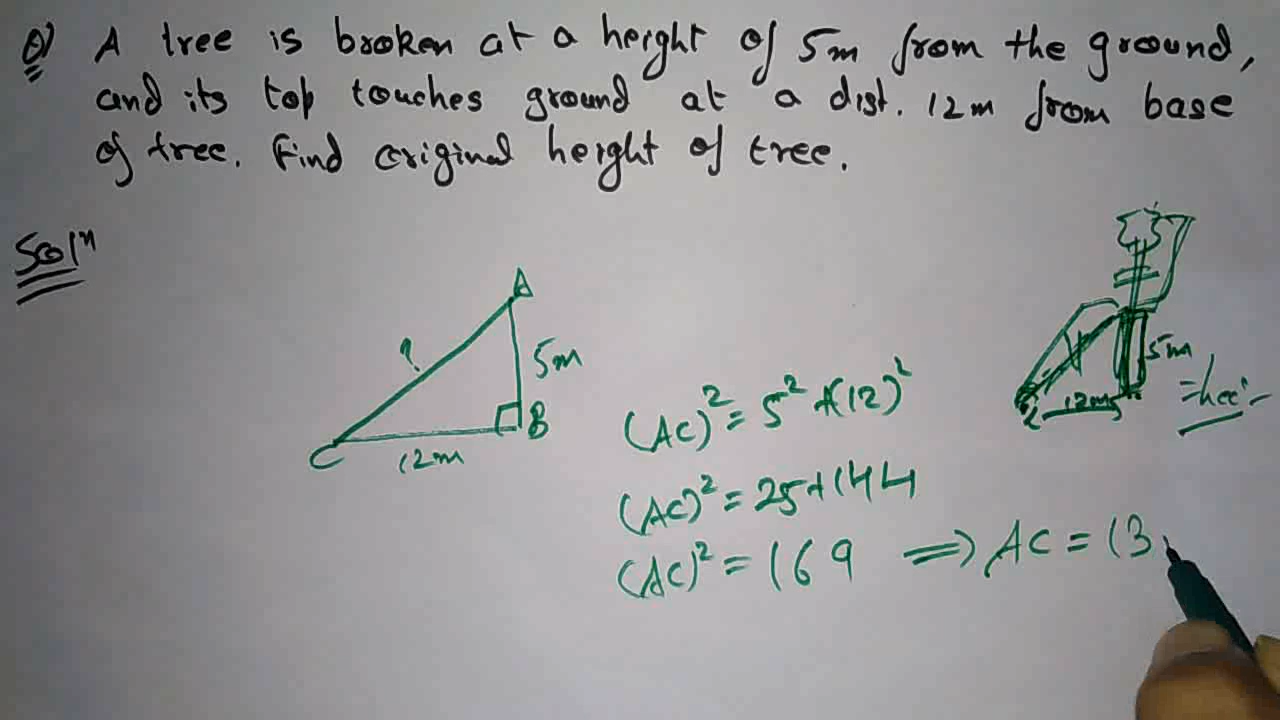 Q) A tree is broken at a height of 5m from the ground,
and its top touches ground at a dist. 12m from base
of tree. Find original height of tree.
Solⁿ
A
?
5m
B
C
12m
5m
12m
(AC)² = 5² + (12)²
(AC)² = 25 + 144
(AC)² = 169 ⟹ AC = 13